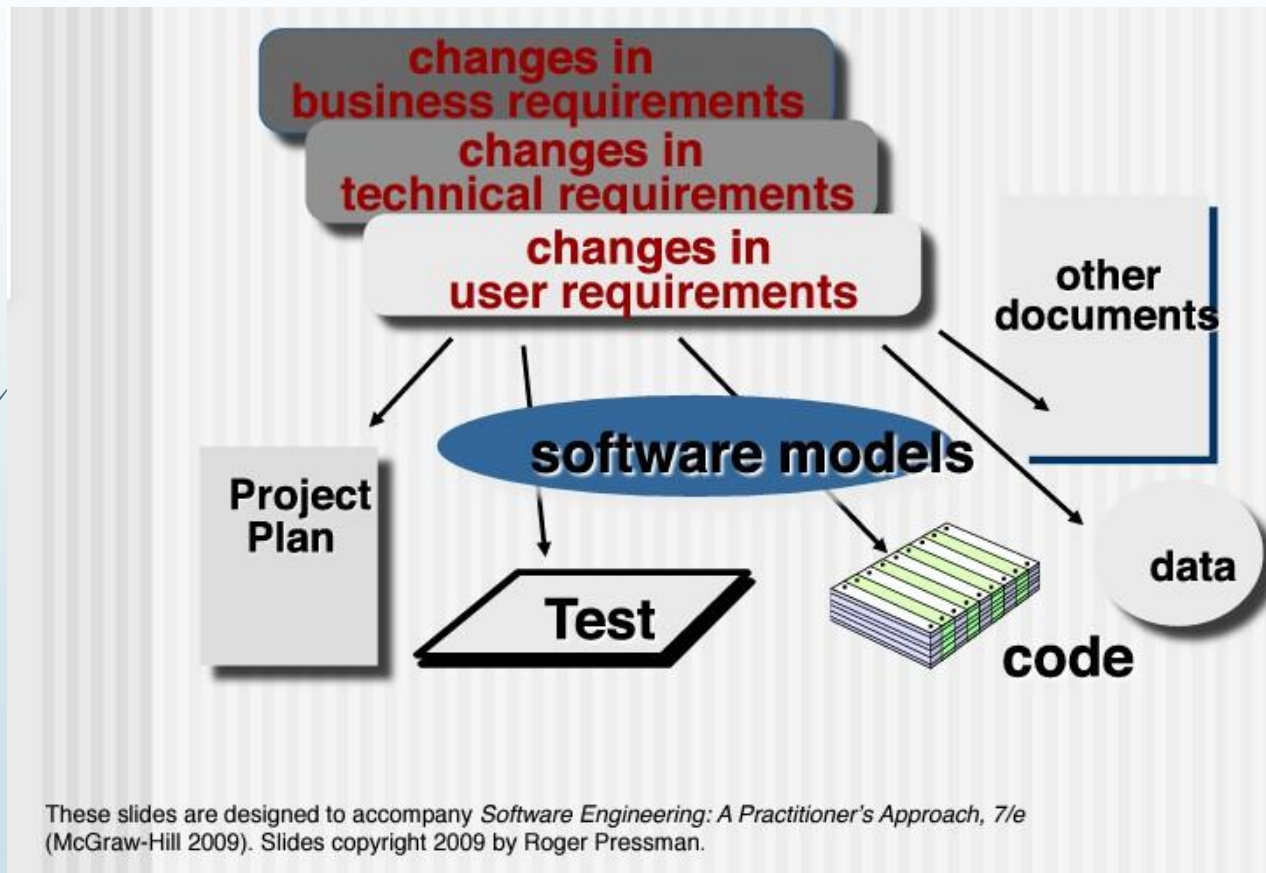 changes in
business requirements
changes in
technical requirements
changes in
user requirements
other
documents
software models
Project
Plan
data
Test
code
These slides are designed to accompany Software Engineering: A Practitioner's Approach, 7/e
(McGraw-Hill 2009). Slides copyright 2009 by Roger Pressman.